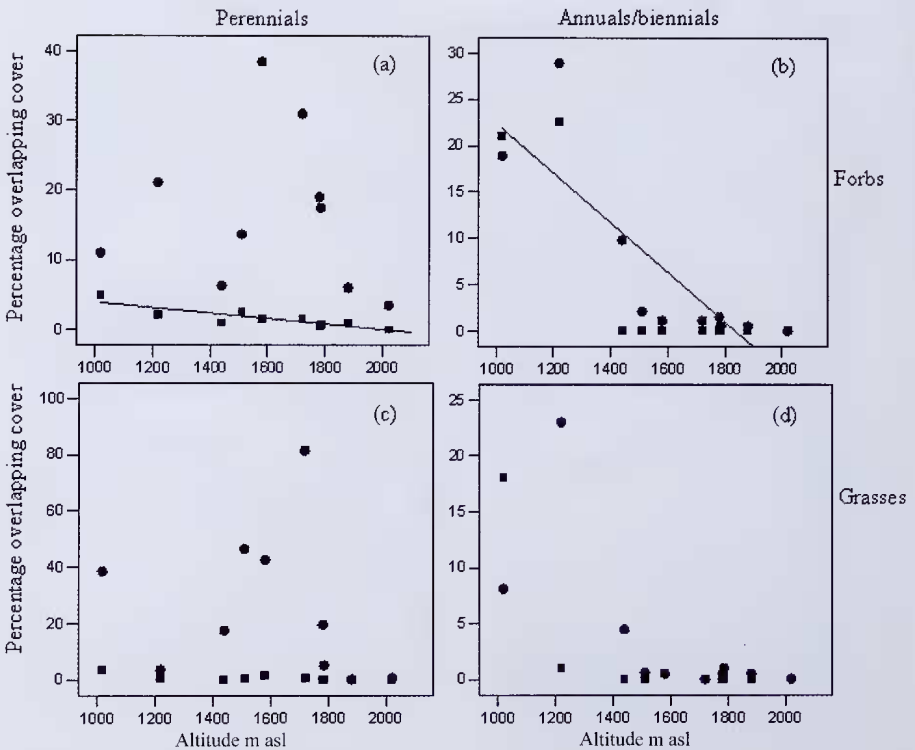 Perennials
Annuals/biennials
Percentage overlapping cover
40
30
20
10
0
(a)
1000 1200 1400 1600 1800 2000
30
25
20
15
10
5
0
(b)
1000 1200 1400 1600 1800 2000
Forbs
Percentage overlapping cover
100
80
60
40
20
0
(c)
1000 1200 1400 1600 1800 2000
Altitude m asl
25
20
15
10
5
0
(d)
1000 1200 1400 1600 1800 2000
Altitude m asl
Grasses